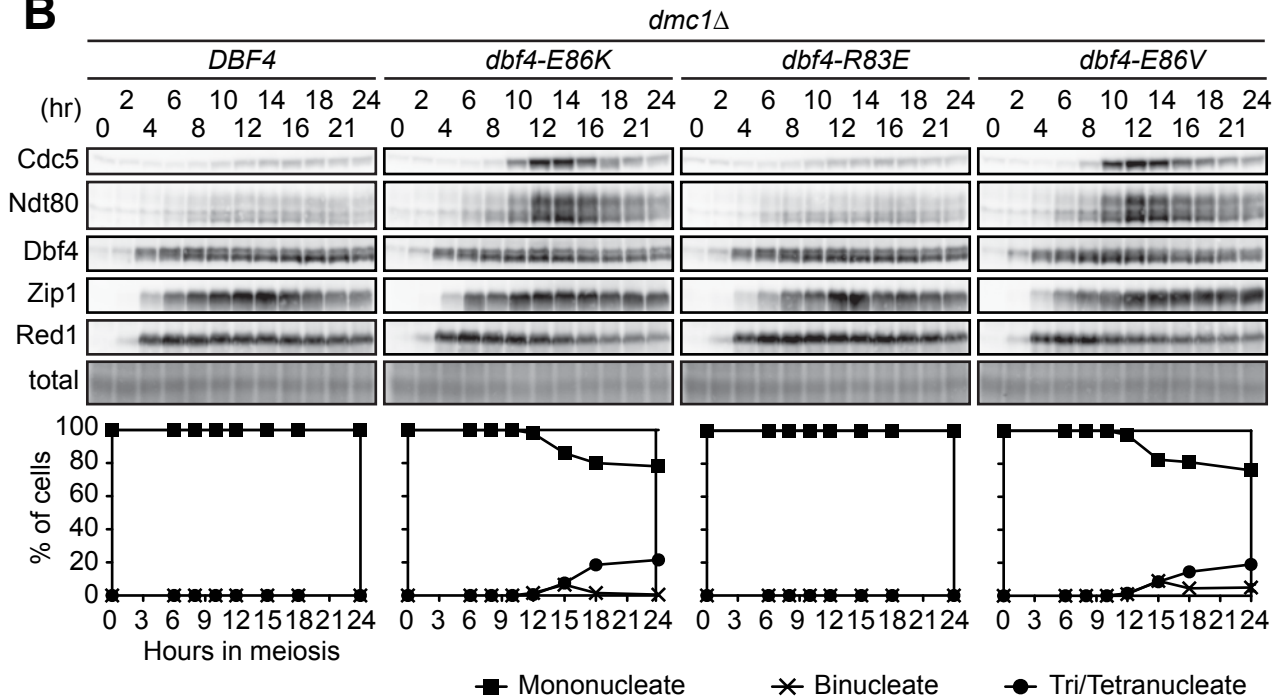 B
dmc1Δ
DBF4 dbf4-E86K dbf4-R83E dbf4-E86V
2 6 10 14 18 24 2 6 10 14 18 24 2 6 10 14 18 24 2 6 10 14 18 24
(hr)
0 4 8 12 16 21 0 4 8 12 16 21 0 4 8 12 16 21 0 4 8 12 16 21
Cdc5
Ndt80
Dbf4
Zip1
Red1
total
100
80
60
40
20
0
% of cells
0 3 6 9 12 15 18 21 24 0 3 6 9 12 15 18 21 24 0 3 6 9 12 15 18 21 24 0 3 6 9 12 15 18 21 24
Hours in meiosis
Mononucleate Binucleate Tri/Tetranucleate